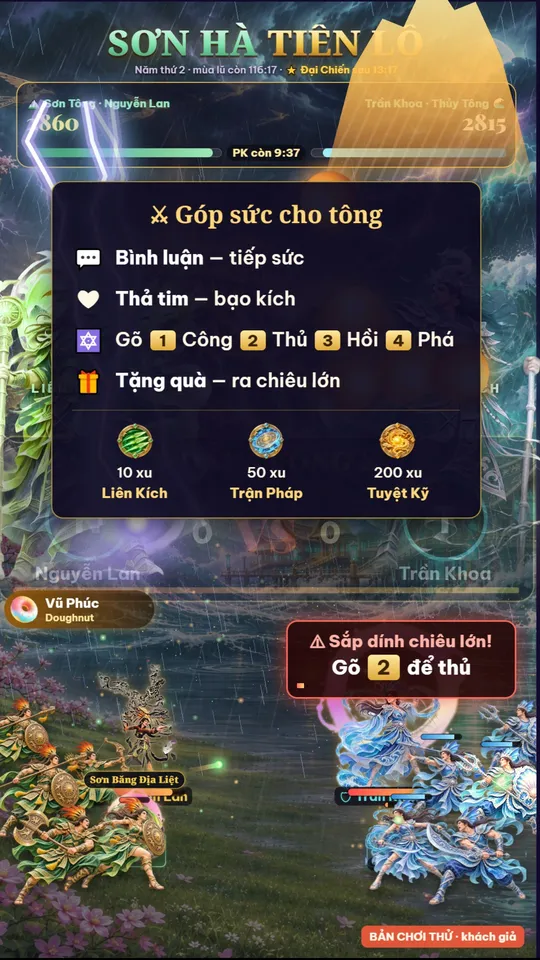 SƠN HÀ TIÊN LỘ
Năm thứ 2 · mùa lũ còn 116:17 · ★ Đại Chiến sau 15:17
Sơn Tông · Nguyễn Lan
Trần Khoa · Thủy Tông
860
2815
PK còn 9:37
⚔ Góp sức cho tông
Bình luận — tiếp sức
Thả tim — bạo kích
Gõ 1 Công 2 Thủ 3 Hồi 4 Phá
Tặng quà — ra chiêu lớn
10 xu
50 xu
200 xu
Liên Kích
Trận Pháp
Tuyệt Kỹ
0
0
Nguyễn Lan
Trần Khoa
Vũ Phúc
Doughnut
⚠ Sắp dính chiêu lớn!
Gõ 2 để thủ
Sơn Băng Địa Liệt
BẢN CHƠI THỬ · khách giả